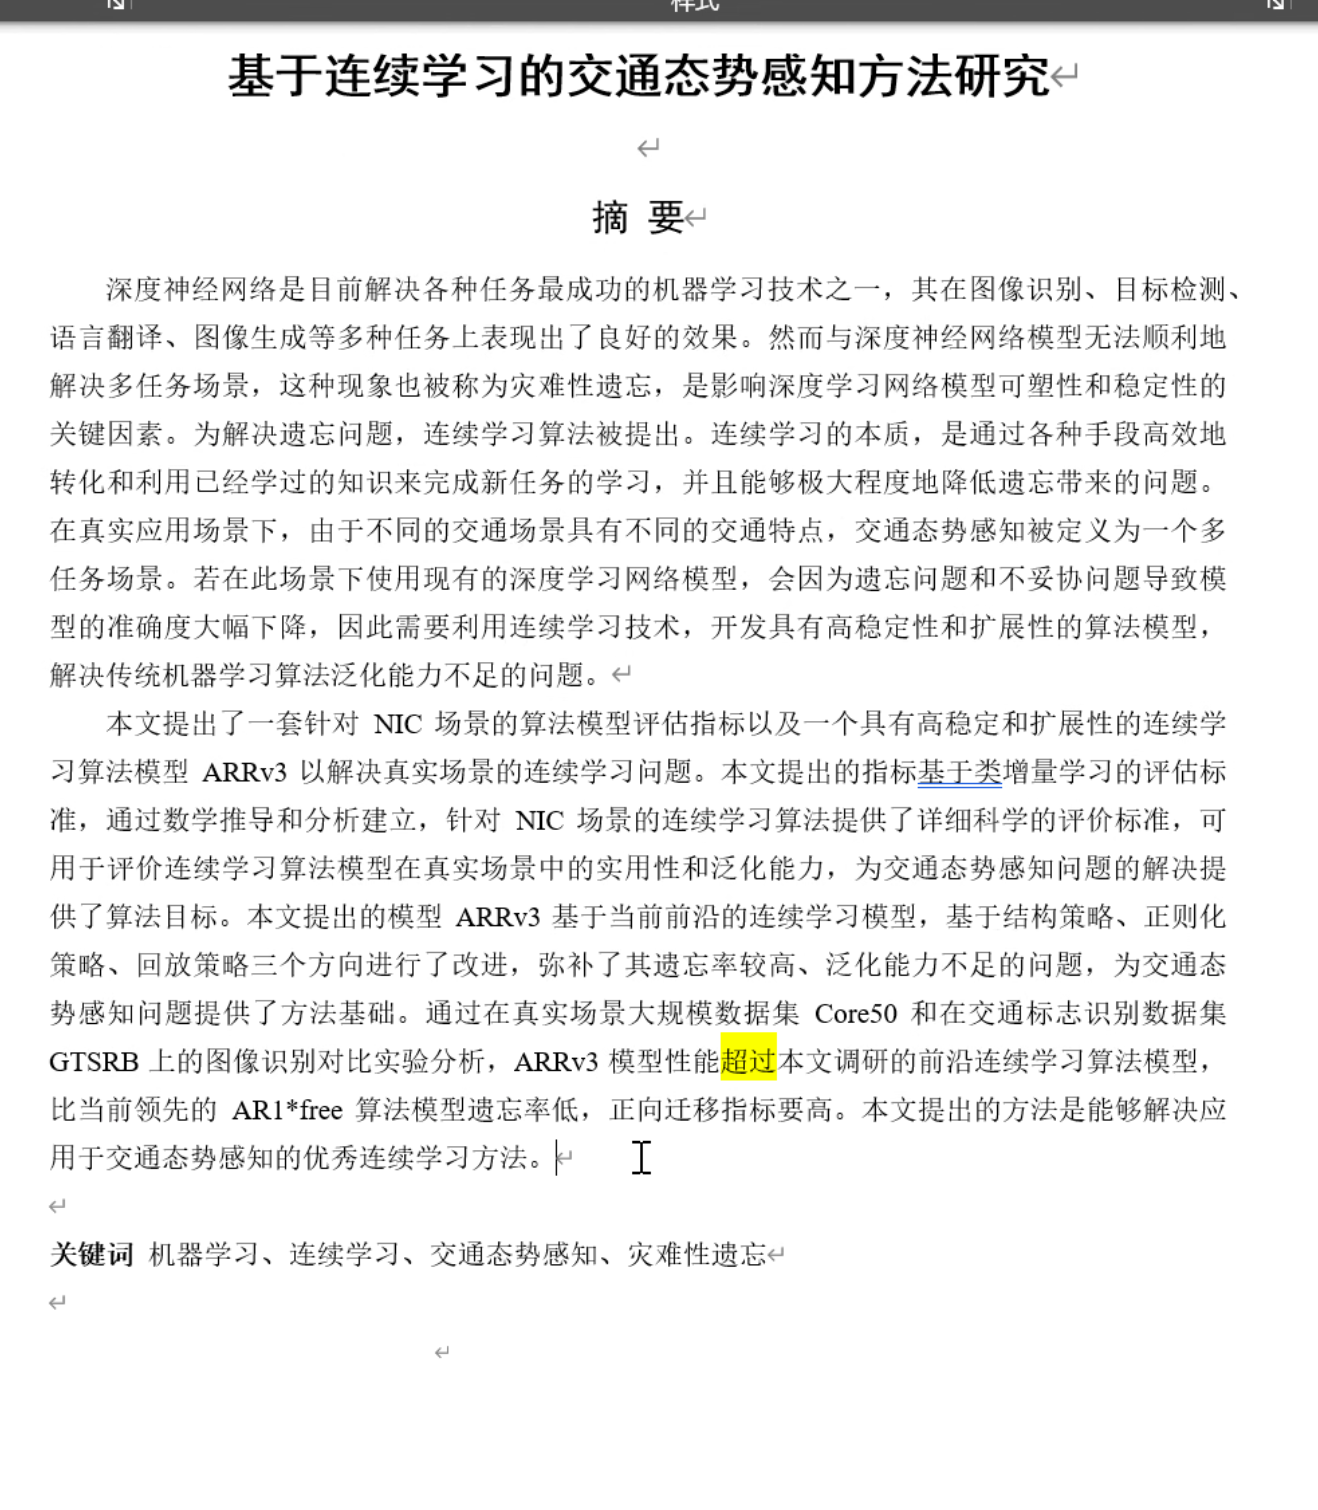 样式
基于连续学习的交通态势感知方法研究
摘 要
深度神经网络是目前解决各种任务最成功的机器学习技术之一，其在图像识别、目标检测、
语言翻译、图像生成等多种任务上表现出了良好的效果。然而与深度神经网络模型无法顺利地
解决多任务场景，这种现象也被称为灾难性遗忘，是影响深度学习网络模型可塑性和稳定性的
关键因素。为解决遗忘问题，连续学习算法被提出。连续学习的本质，是通过各种手段高效地
转化和利用已经学过的知识来完成新任务的学习，并且能够极大程度地降低遗忘带来的问题。
在真实应用场景下，由于不同的交通场景具有不同的交通特点，交通态势感知被定义为一个多
任务场景。若在此场景下使用现有的深度学习网络模型，会因为遗忘问题和不妥协问题导致模
型的准确度大幅下降，因此需要利用连续学习技术，开发具有高稳定性和扩展性的算法模型，
解决传统机器学习算法泛化能力不足的问题。
本文提出了一套针对 NIC 场景的算法模型评估指标以及一个具有高稳定和扩展性的连续学
习算法模型 ARRv3 以解决真实场景的连续学习问题。本文提出的指标基于类增量学习的评估标
准，通过数学推导和分析建立，针对 NIC 场景的连续学习算法提供了详细科学的评价标准，可
用于评价连续学习算法模型在真实场景中的实用性和泛化能力，为交通态势感知问题的解决提
供了算法目标。本文提出的模型 ARRv3 基于当前前沿的连续学习模型，基于结构策略、正则化
策略、回放策略三个方向进行了改进，弥补了其遗忘率较高、泛化能力不足的问题，为交通态
势感知问题提供了方法基础。通过在真实场景大规模数据集 Core50 和在交通标志识别数据集
GTSRB 上的图像识别对比实验分析，ARRv3 模型性能超过本文调研的前沿连续学习算法模型，
比当前领先的 AR1*free 算法模型遗忘率低，正向迁移指标要高。本文提出的方法是能够解决应
用于交通态势感知的优秀连续学习方法。
关键词 机器学习、连续学习、交通态势感知、灾难性遗忘